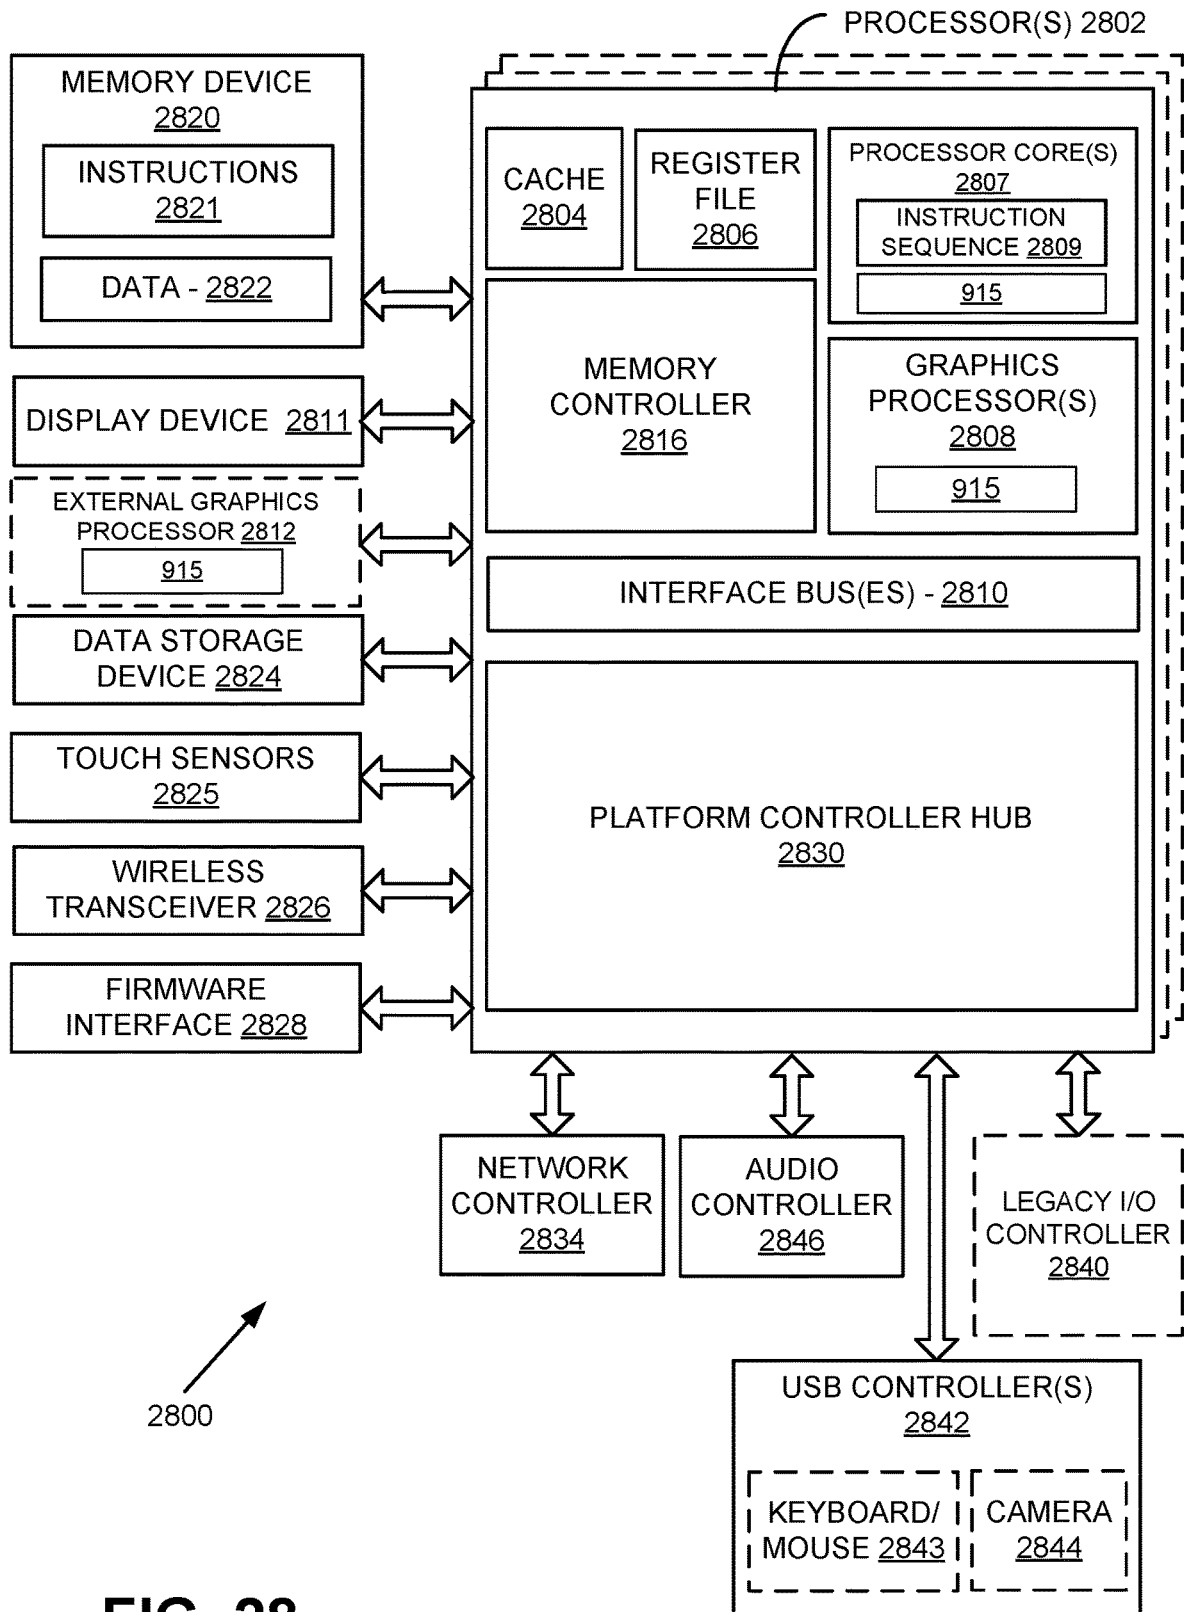 PROCESSOR(S) 2802
MEMORY DEVICE
2820
INSTRUCTIONS
2821
DATA - 2822
DISPLAY DEVICE 2811
EXTERNAL GRAPHICS
PROCESSOR 2812
915
DATA STORAGE
DEVICE 2824
TOUCH SENSORS
2825
WIRELESS
TRANSCEIVER 2826
FIRMWARE
INTERFACE 2828
CACHE
2804
REGISTER
FILE
2806
PROCESSOR CORE(S)
2807
INSTRUCTION
SEQUENCE 2809
915
MEMORY
CONTROLLER
2816
GRAPHICS
PROCESSOR(S)
2808
915
INTERFACE BUS(ES) - 2810
PLATFORM CONTROLLER HUB
2830
NETWORK
CONTROLLER
2834
AUDIO
CONTROLLER
2846
LEGACY I/O
CONTROLLER
2840
2800
USB CONTROLLER(S)
2842
KEYBOARD/
MOUSE 2843
CAMERA
2844
FIG. 28